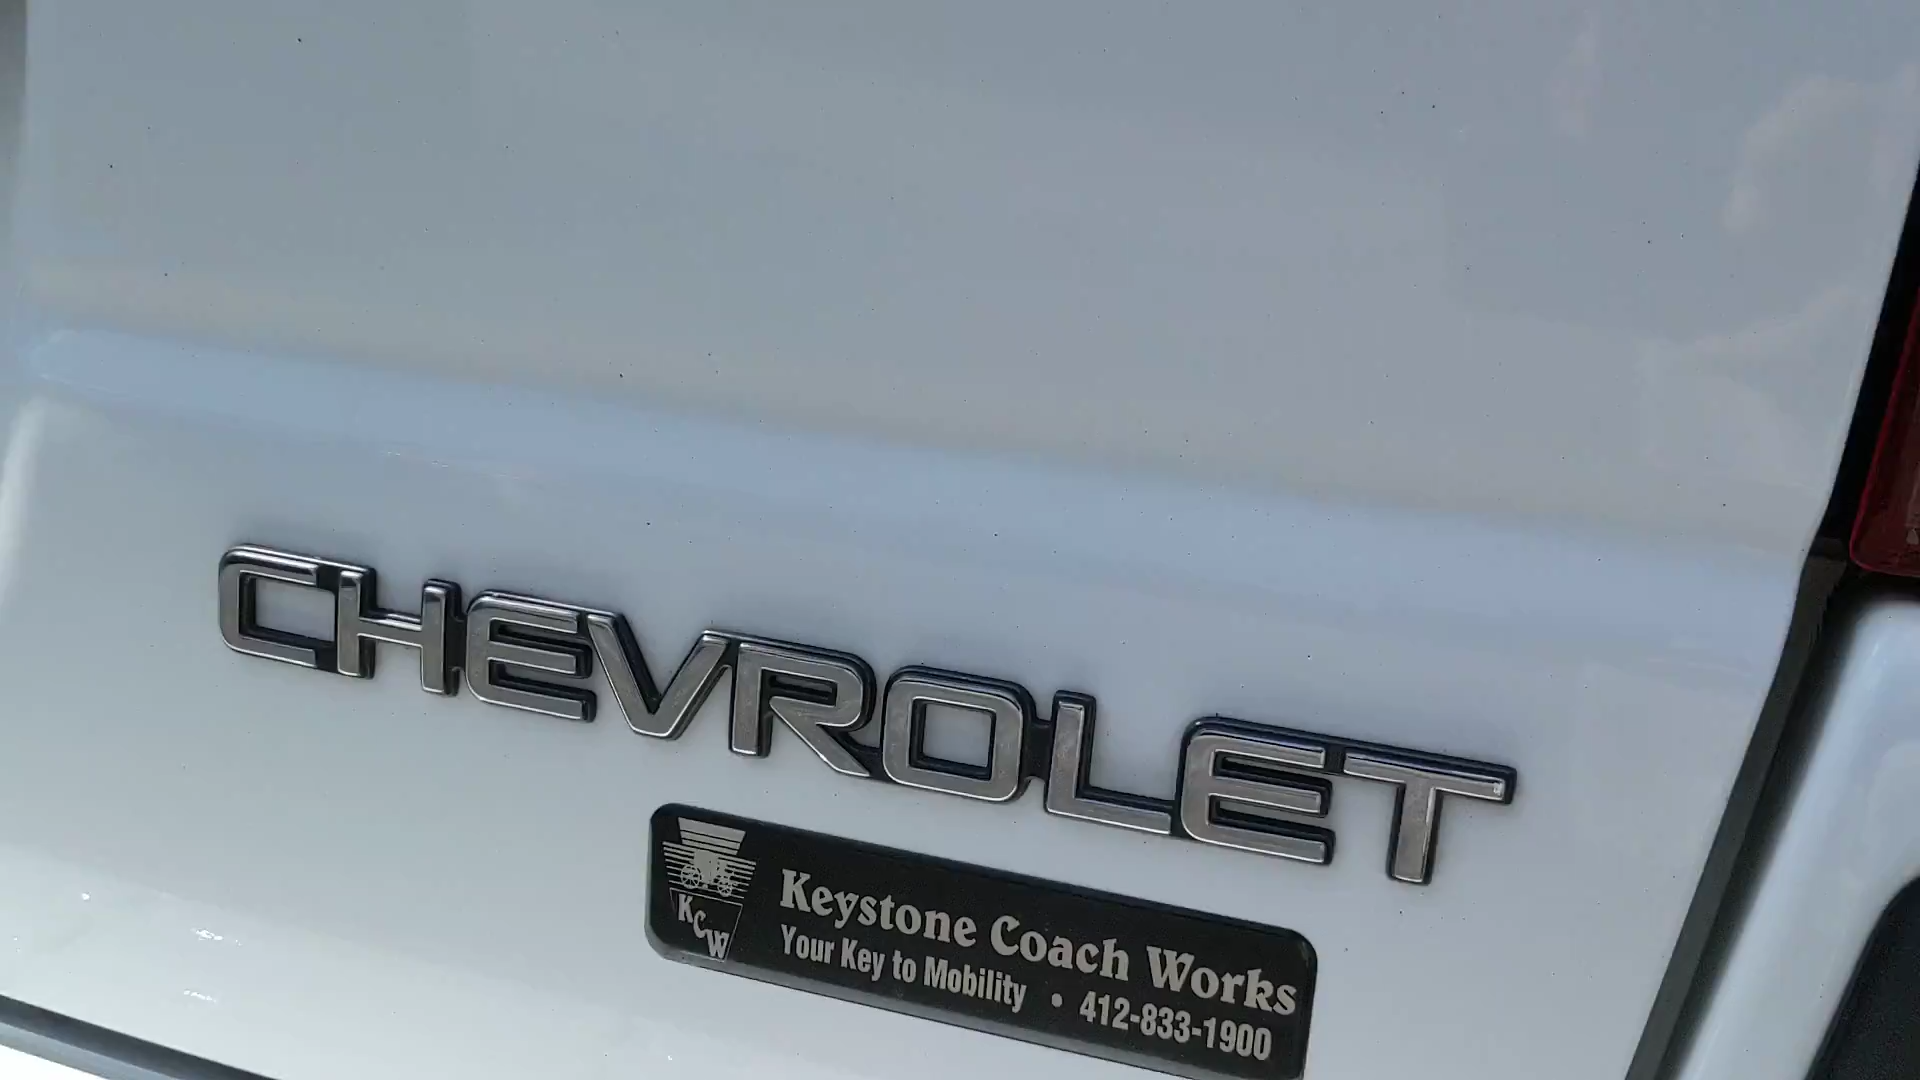 CHEVROLET
KCW
Keystone Coach Works
Your Key to Mobility • 412-833-1900